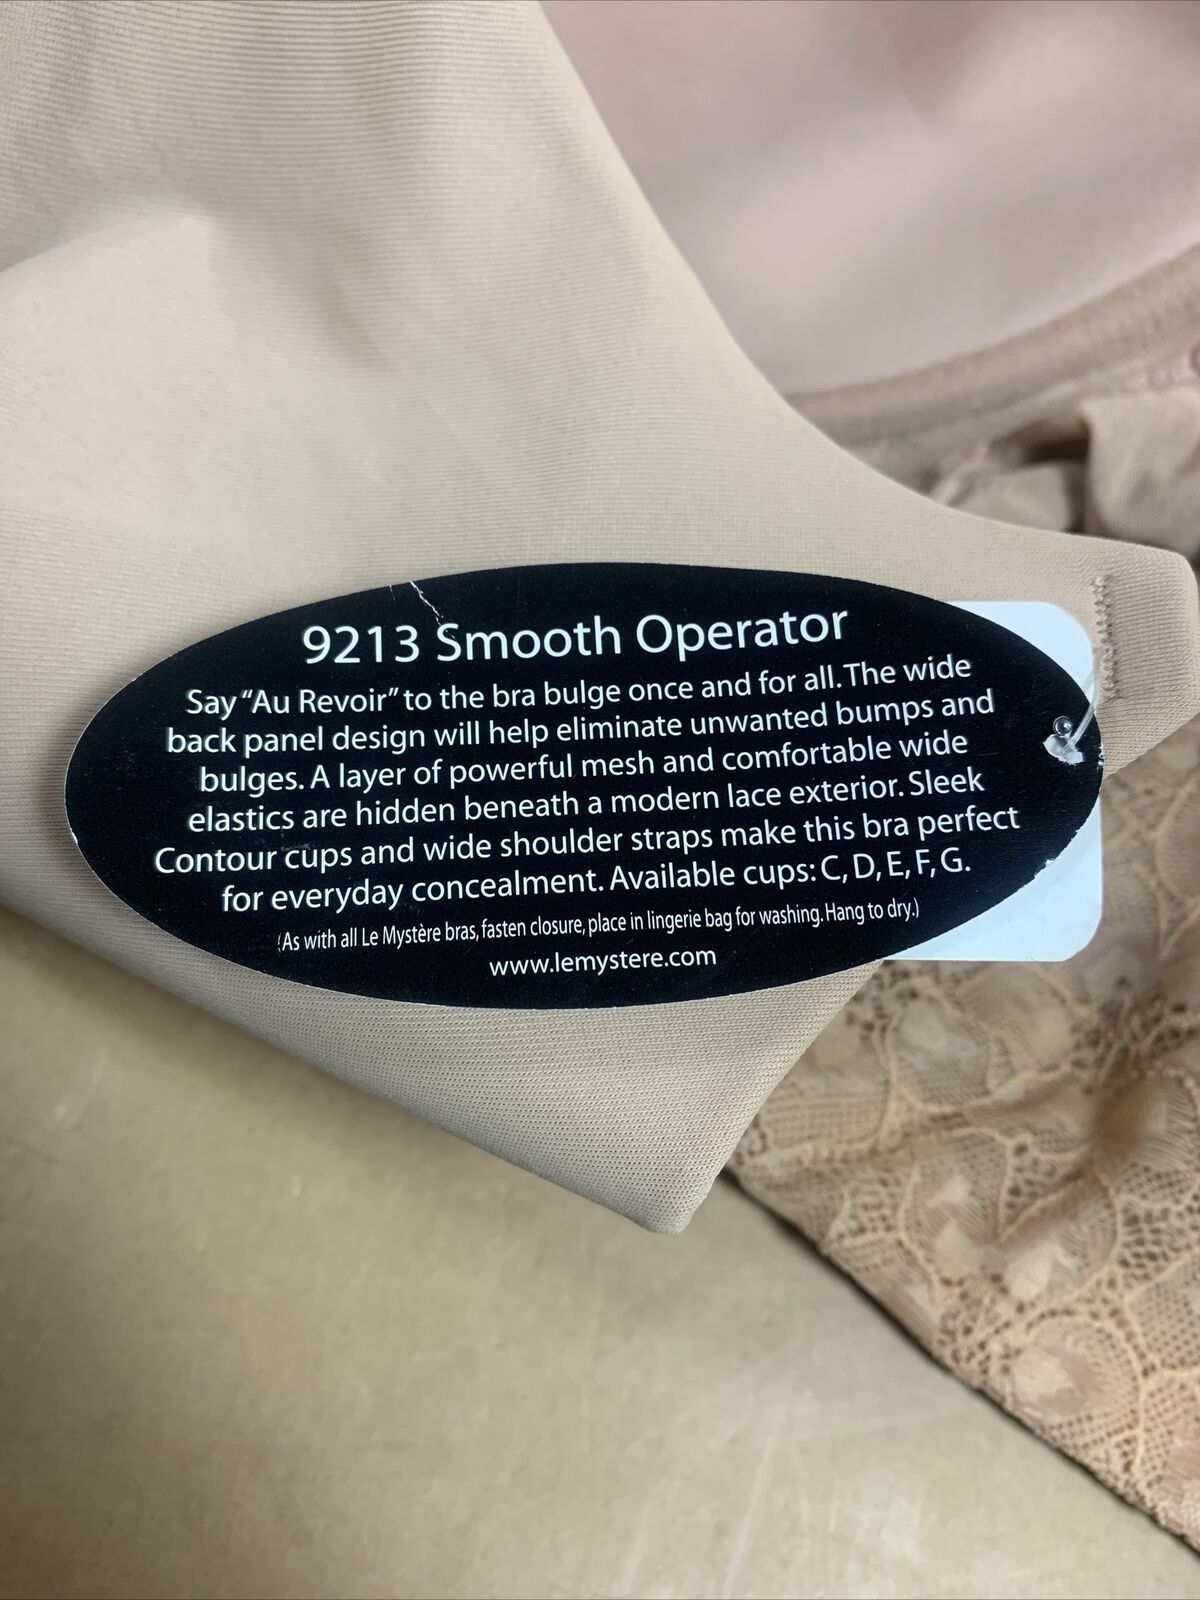 9213 Smooth Operator
Say "Au Revoir" to the bra bulge once and for all. The wide
back panel design will help eliminate unwanted bumps and
bulges. A layer of powerful mesh and comfortable wide
elastics are hidden beneath a modern lace exterior. Sleek
Contour cups and wide shoulder straps make this bra perfect
for everyday concealment. Available cups: C, D, E, F, G.
(As with all Le Mystère bras, fasten closure, place in lingerie bag for washing. Hang to dry.)
www.lemystere.com